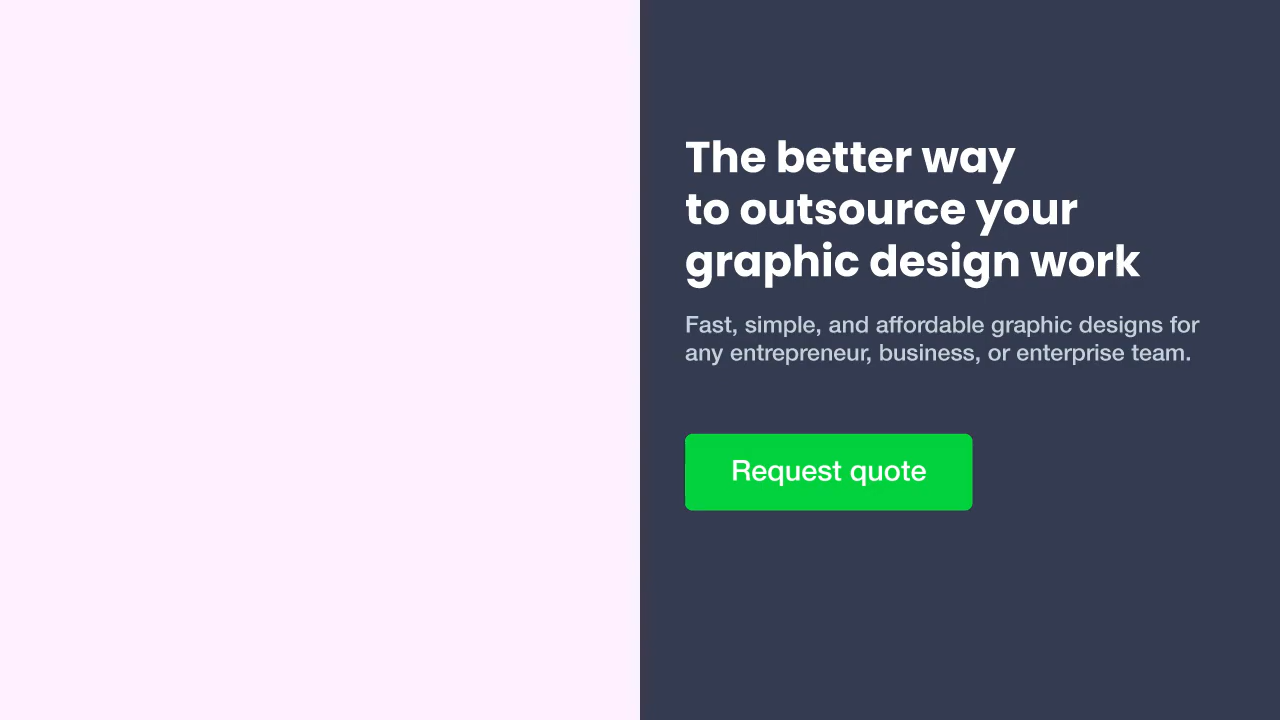 The better way
to outsource your
graphic design work
Fast, simple, and affordable graphic designs for
any entrepreneur, business, or enterprise team.
Request quote